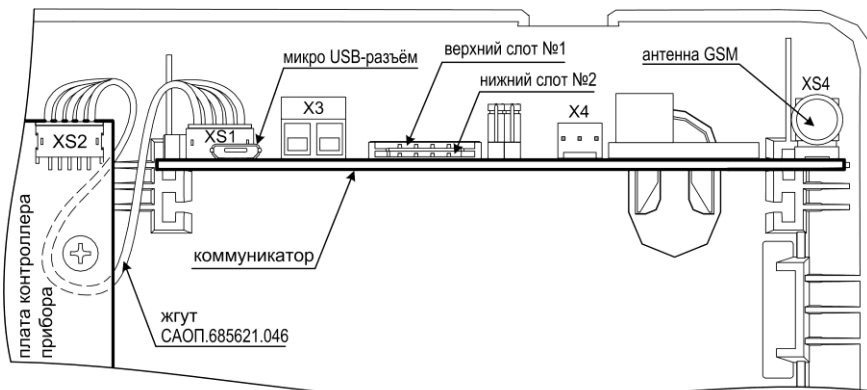 микро USB-разъём
верхний слот №1
нижний слот №2
антенна GSM
XS4
XS2
XS1
X3
X4
коммуникатор
плата контроллера
прибора
жгут
САОП.685621.046